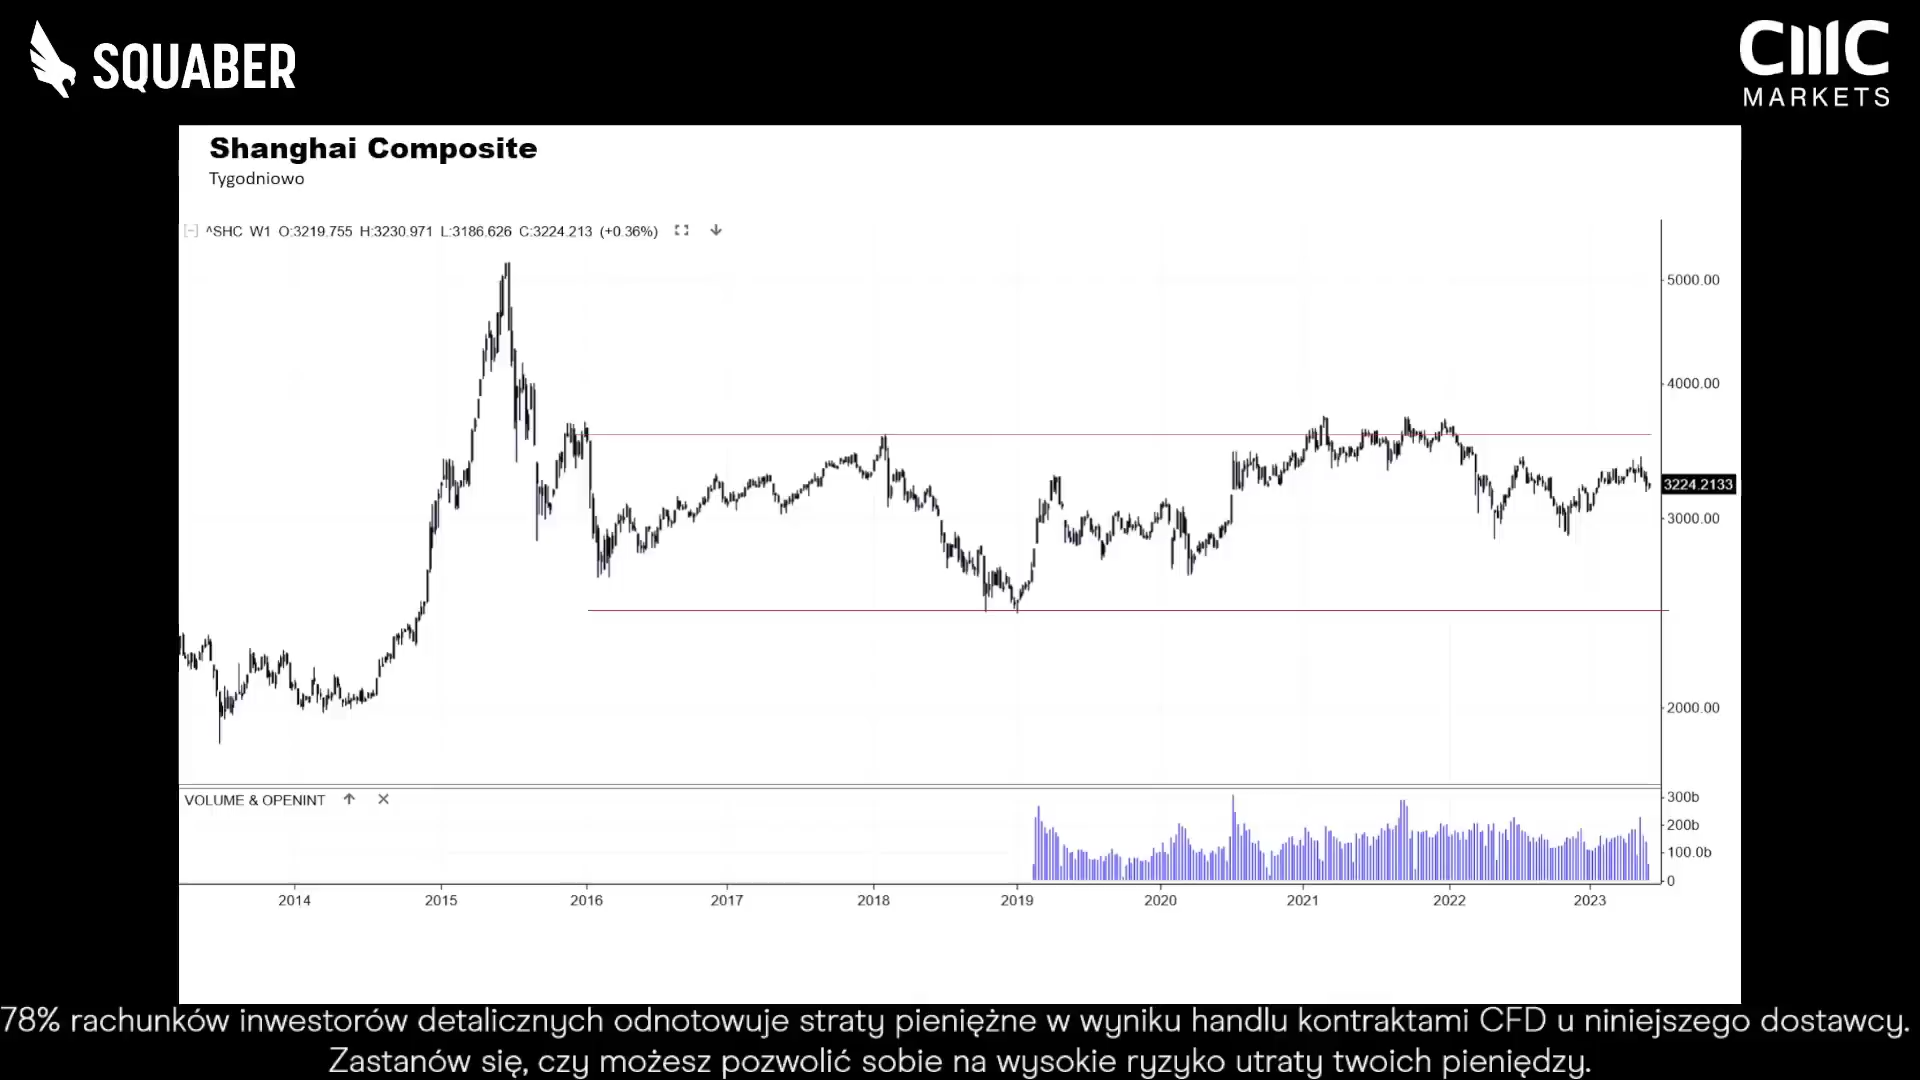 SQUABER
CMC
MARKETS
Shanghai Composite
Tygodniowo
^SHC W1 O:3219.755 H:3230.971 L:3186.626 C:3224.213 (+0.36%)
5000.00
4000.00
3224.2133
3000.00
2000.00
VOLUME & OPENINT
300b
200b
100.0b
0
2014 2015 2016 2017 2018 2019 2020 2021 2022 2023
78% rachunków inwestorów detalicznych odnotowuje straty pieniężne w wyniku handlu kontraktami CFD u niniejszego dostawcy.
Zastanów się, czy możesz pozwolić sobie na wysokie ryzyko utraty twoich pieniędzy.